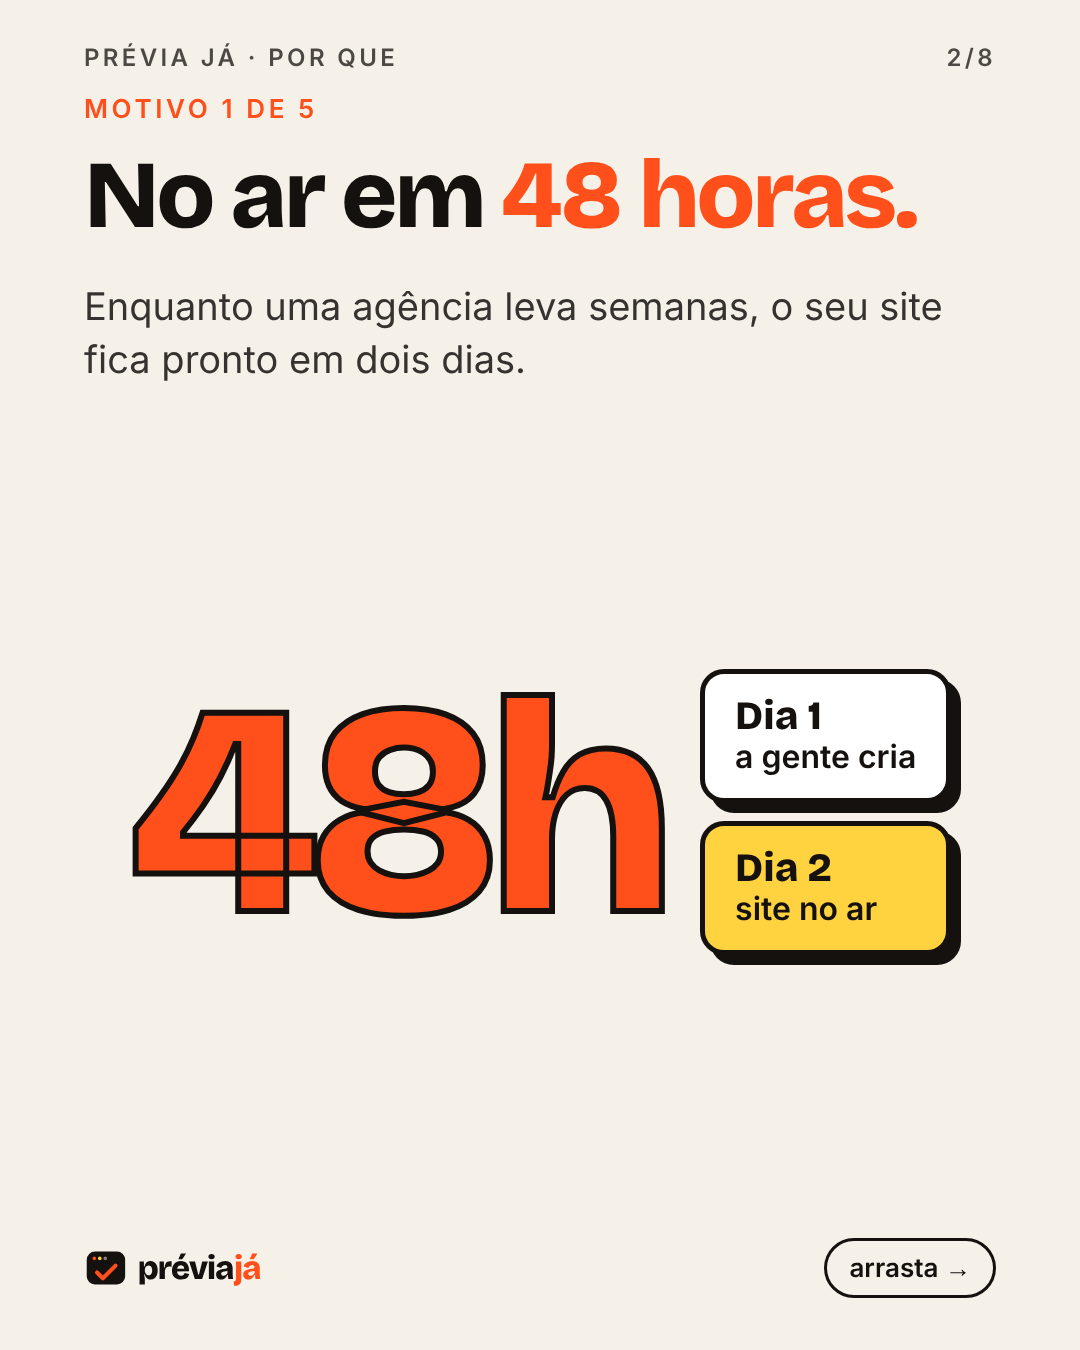 PRÉVIA JÁ · POR QUE
2/8
MOTIVO 1 DE 5
No ar em 48 horas.
Enquanto uma agência leva semanas, o seu site
fica pronto em dois dias.
48h
Dia 1
a gente cria
Dia 2
site no ar
préviajá
arrasta →